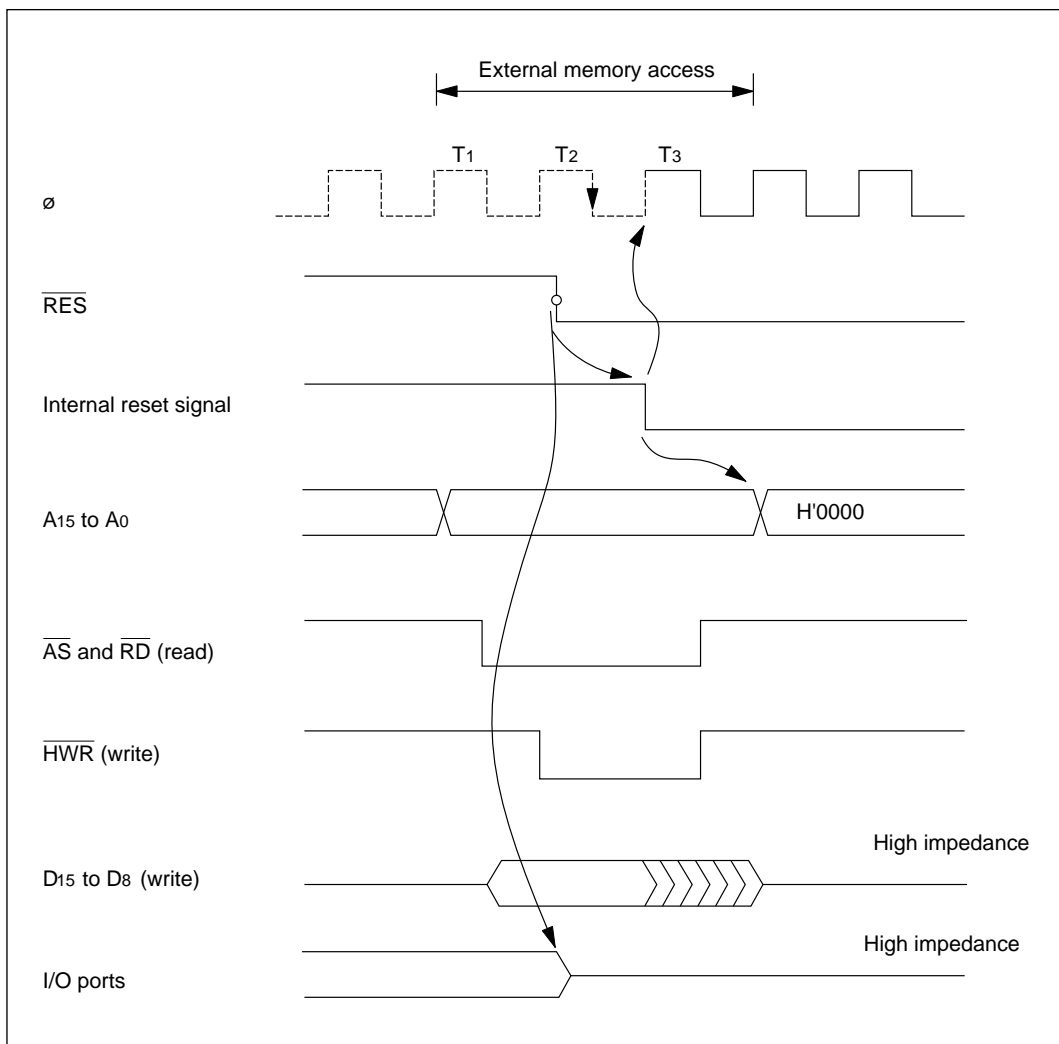 External memory access
T1 T2 T3
ø
RES
Internal reset signal
A15 to A0
H'0000
AS and RD (read)
HWR (write)
High impedance
D15 to D8 (write)
High impedance
I/O ports